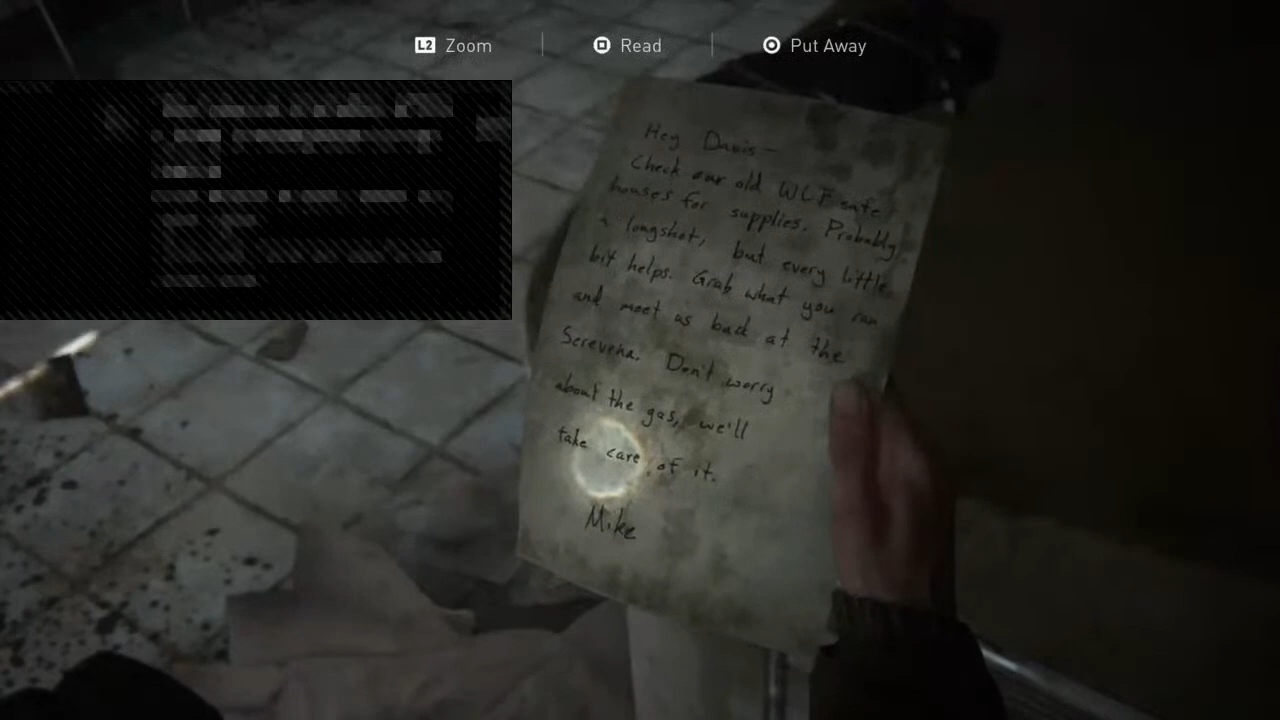 L2 Zoom
Read
Put Away
Hey Davis—
Check our old WLF safe
houses for supplies. Probably
a longshot, but every little
bit helps. Grab what you can
and meet us back at the
Serevena. Don't worry
about the gas, we'll
take care of it.
Mike